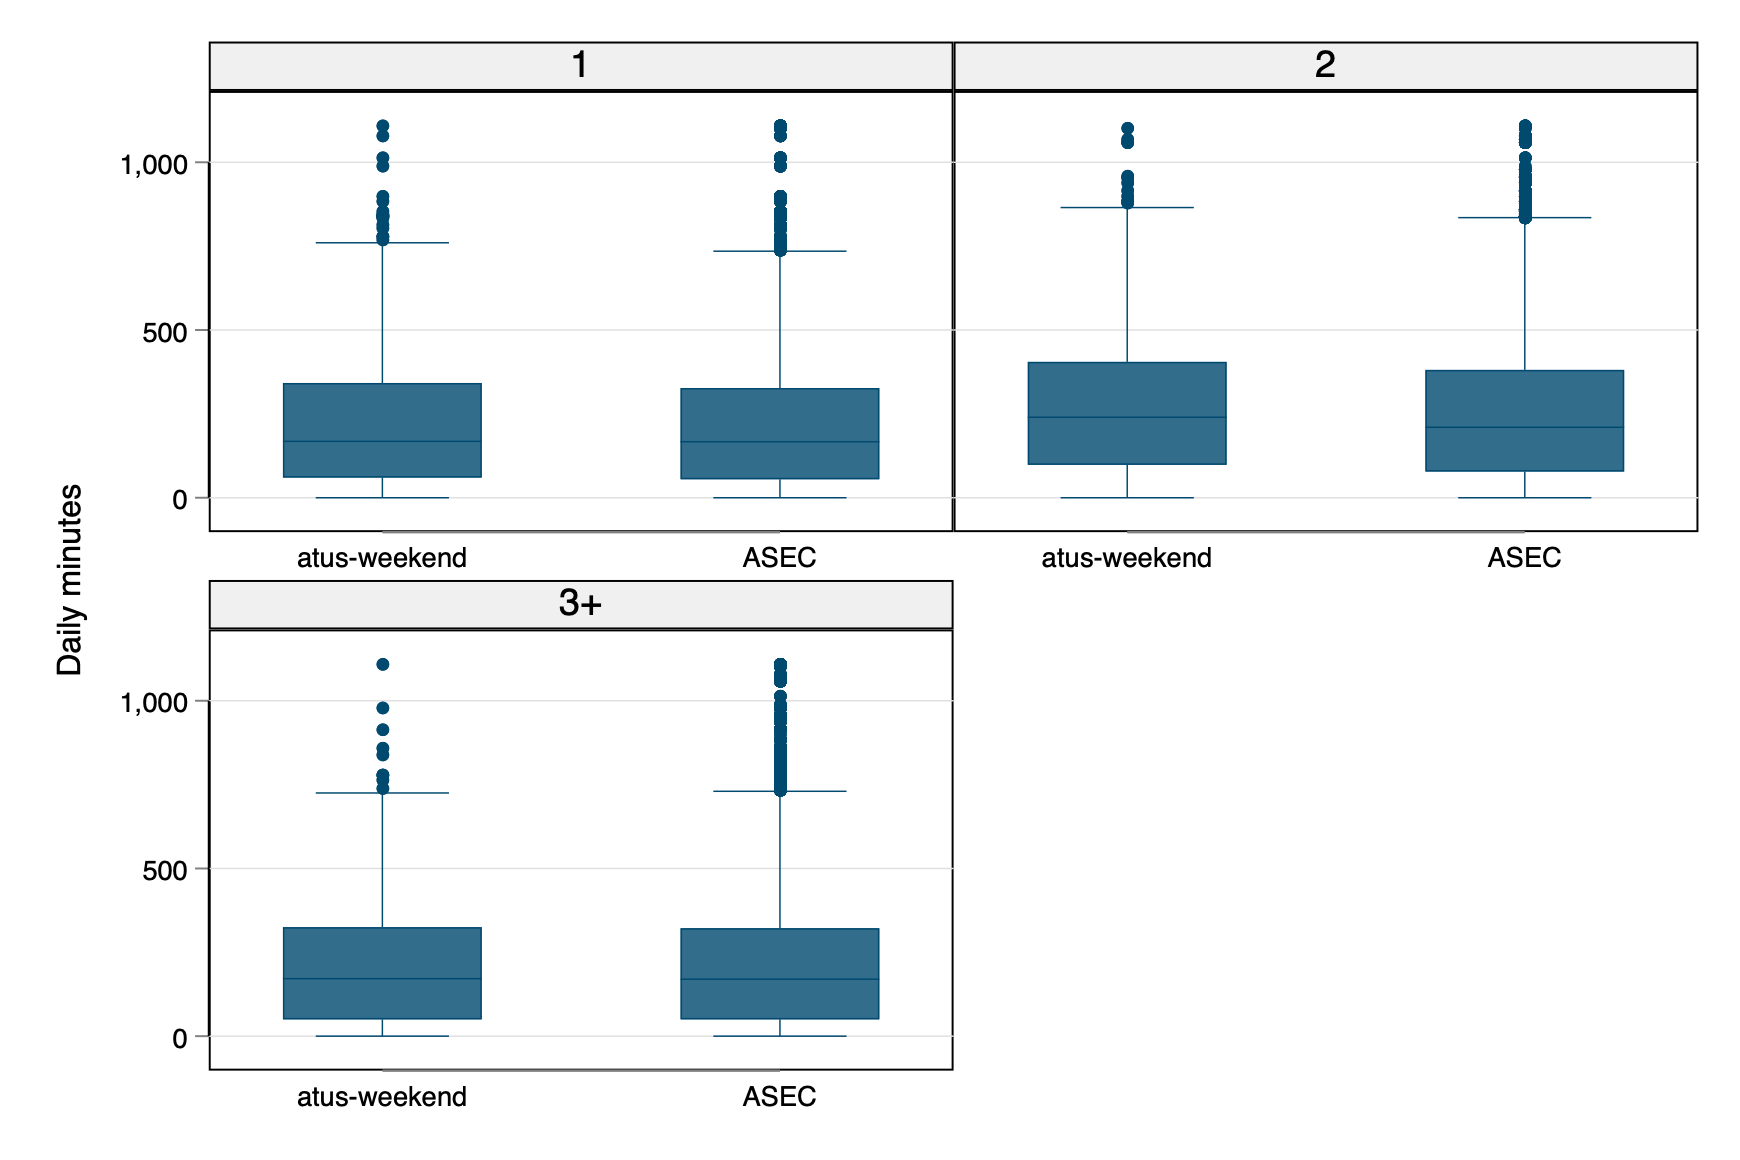 1
2
Daily minutes
1,000
500
0
atus-weekend
ASEC
atus-weekend
ASEC
3+
1,000
500
0
atus-weekend
ASEC